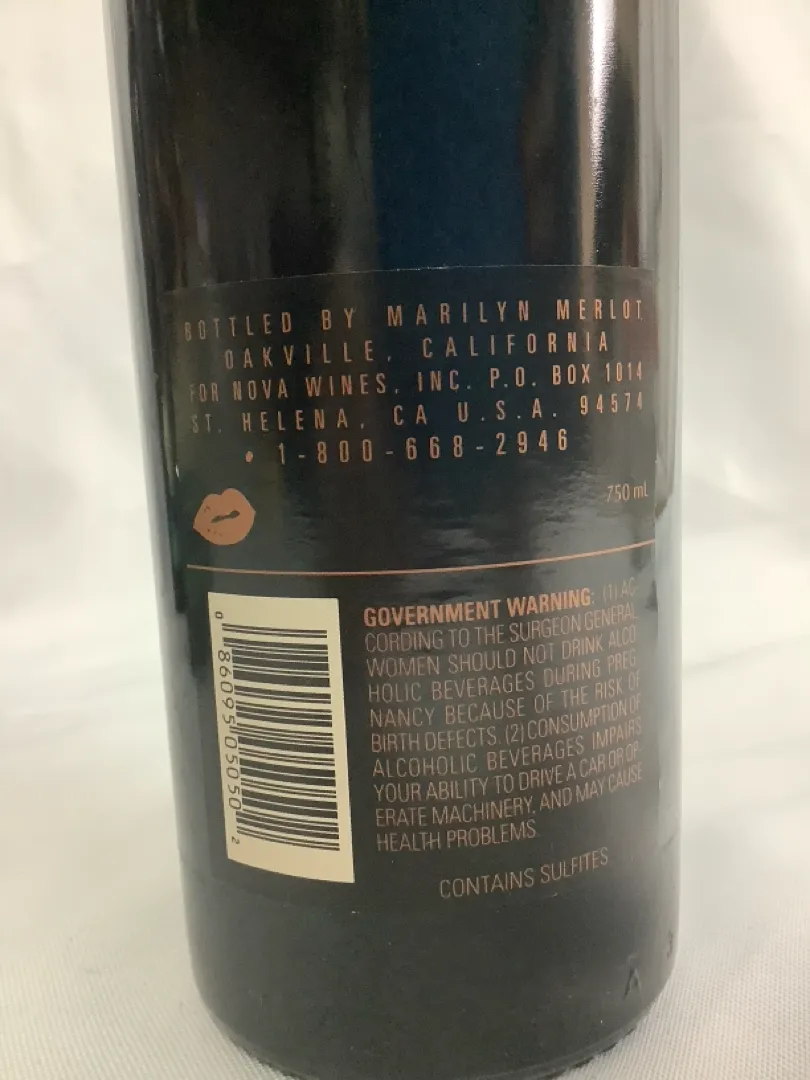 BOTTLED BY MARILYN MERLOT
OAKVILLE, CALIFORNIA
FOR NOVA WINES, INC. P.O. BOX 1014
ST. HELENA, CA U.S.A. 94574
• 1-800-668-2946
750 mL
GOVERNMENT WARNING: (1) AC-
CORDING TO THE SURGEON GENERAL
WOMEN SHOULD NOT DRINK ALCO
HOLIC BEVERAGES DURING PREG
NANCY BECAUSE OF THE RISK OF
BIRTH DEFECTS. (2) CONSUMPTION OF
ALCOHOLIC BEVERAGES IMPAIRS
YOUR ABILITY TO DRIVE A CAR OR OP-
ERATE MACHINERY, AND MAY CAUSE
HEALTH PROBLEMS.
CONTAINS SULFITES
0 86095 05050 2